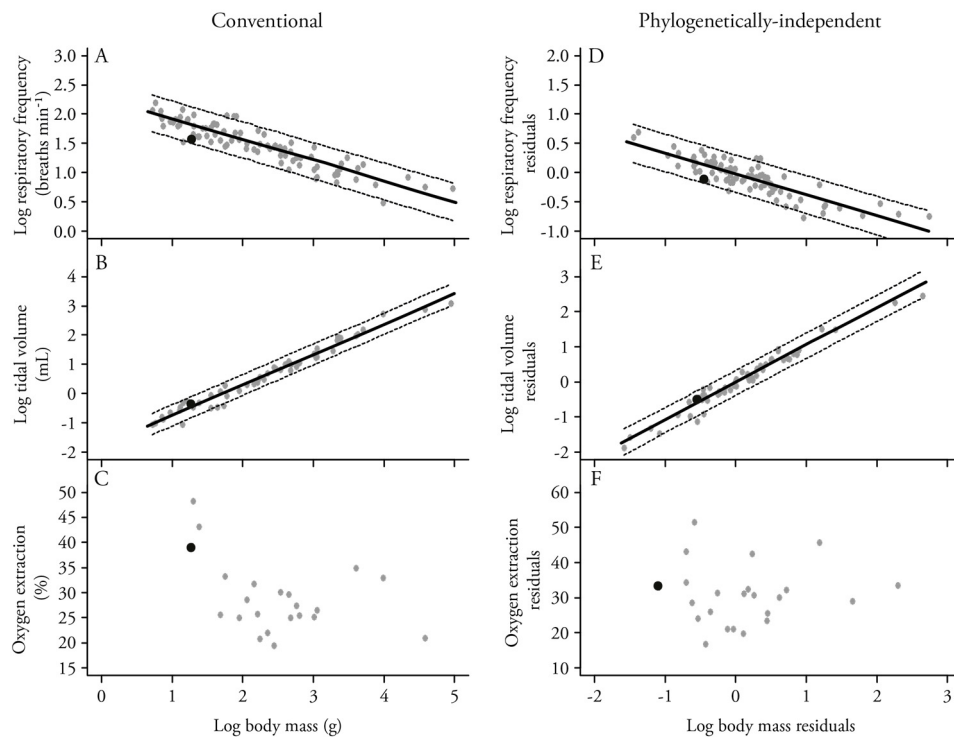 Conventional
Phylogenetically-independent
A
Log respiratory frequency
(breaths min⁻¹)
3.0
2.5
2.0
1.5
1.0
0.5
0.0
D
Log respiratory frequency
residuals
2.0
1.5
1.0
0.5
0.0
-0.5
-1.0
B
Log tidal volume
(mL)
4
3
2
1
0
-1
-2
E
Log tidal volume
residuals
3
2
1
0
-1
-2
C
Oxygen extraction
(%)
50
45
40
35
30
25
20
15
0 1 2 3 4 5
Log body mass (g)
F
Oxygen extraction
residuals
60
50
40
30
20
10
-2 -1 0 1 2 3
Log body mass residuals